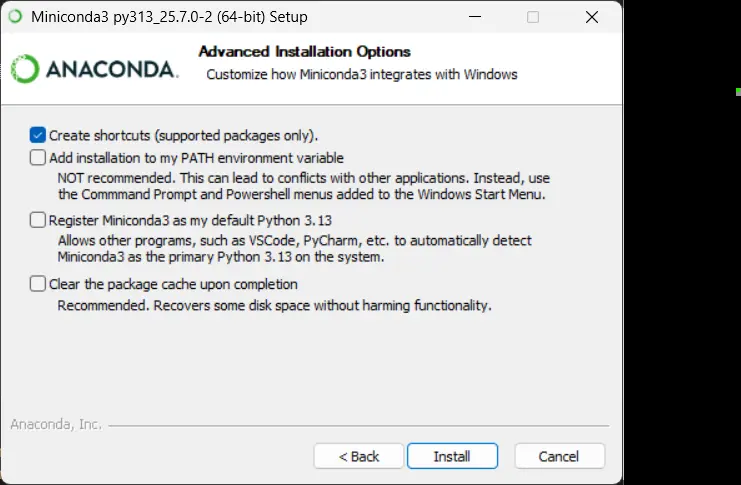 Miniconda3 py313_25.7.0-2 (64-bit) Setup
Advanced Installation Options
ANACONDA.
Customize how Miniconda3 integrates with Windows
Create shortcuts (supported packages only).
Add installation to my PATH environment variable
NOT recommended. This can lead to conflicts with other applications. Instead, use
the Commmand Prompt and Powershell menus added to the Windows Start Menu.
Register Miniconda3 as my default Python 3.13
Allows other programs, such as VSCode, PyCharm, etc. to automatically detect
Miniconda3 as the primary Python 3.13 on the system.
Clear the package cache upon completion
Recommended. Recovers some disk space without harming functionality.
Anaconda, Inc.
< Back
Install
Cancel